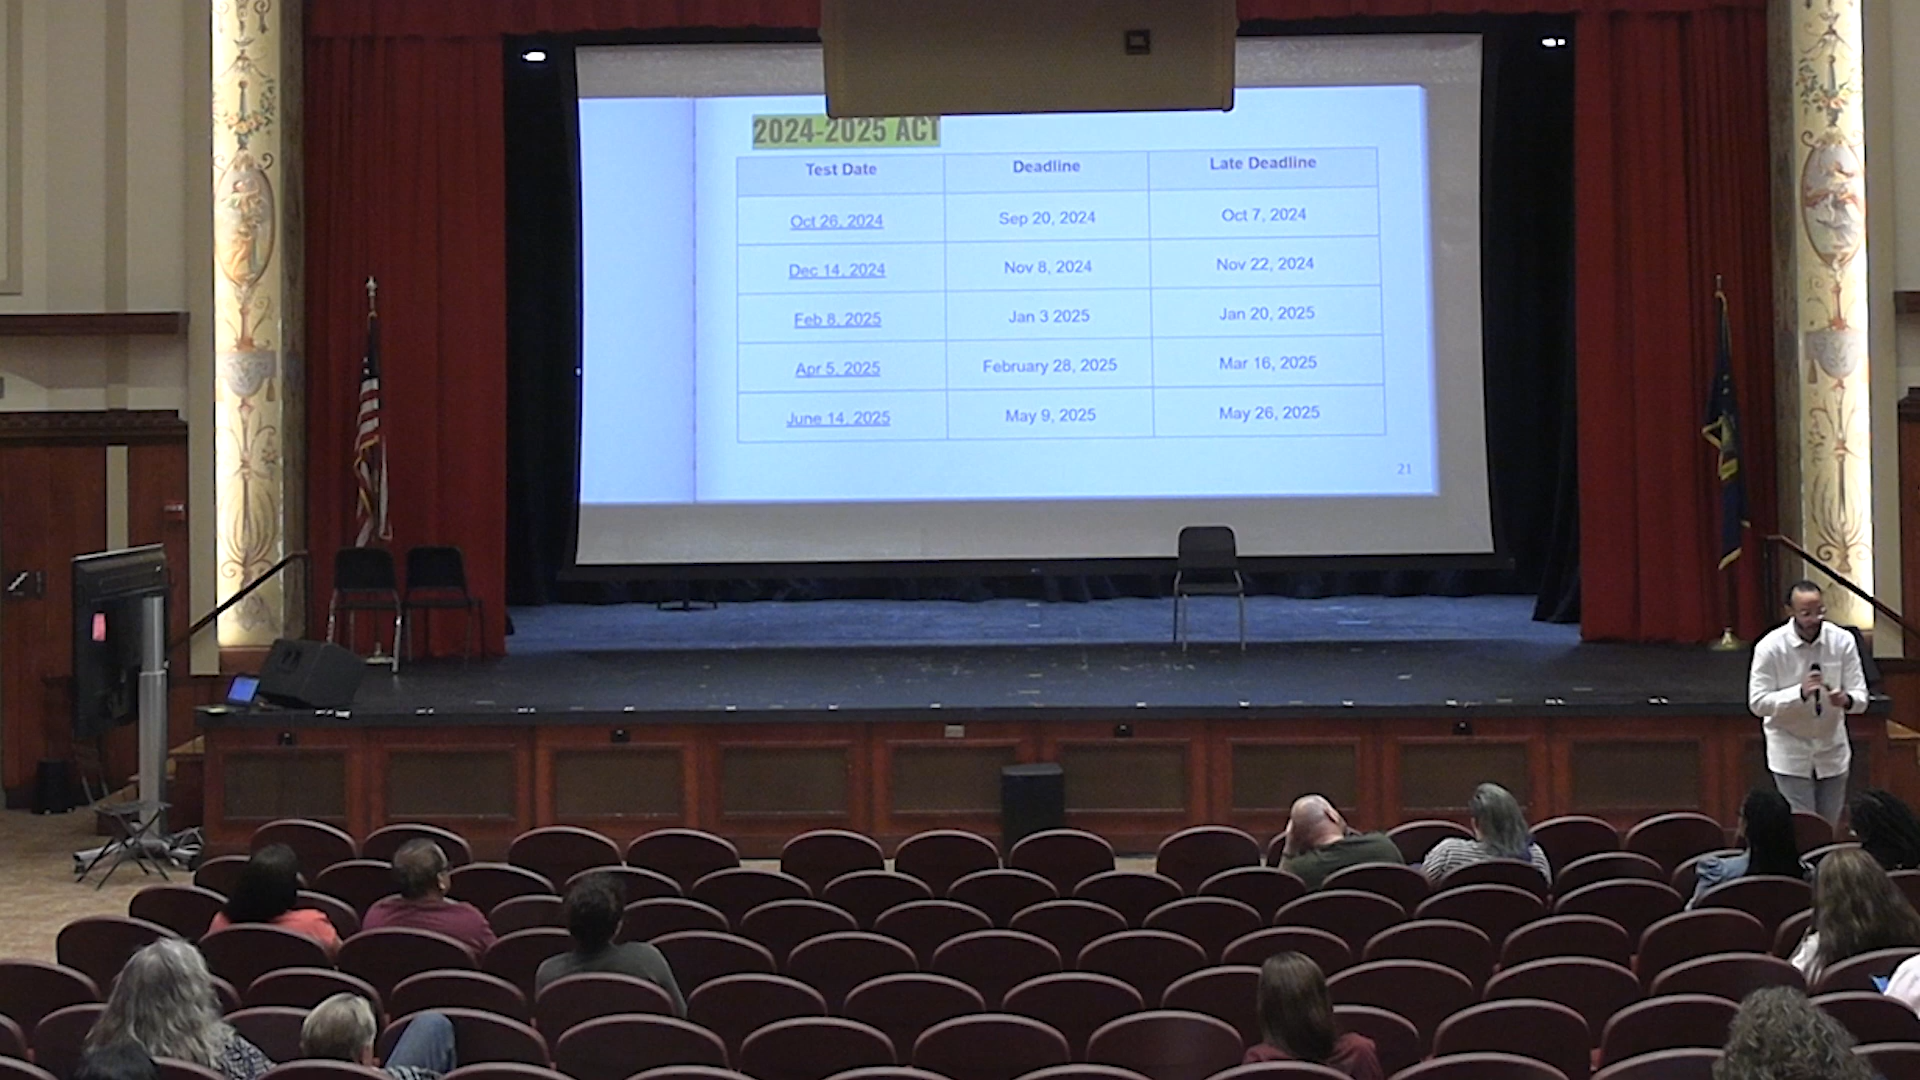 2024-2025 ACT
Test Date Deadline Late Deadline
Oct 26, 2024 Sep 20, 2024 Oct 7, 2024
Dec 14, 2024 Nov 8, 2024 Nov 22, 2024
Feb 8, 2025 Jan 3 2025 Jan 20, 2025
Apr 5, 2025 February 28, 2025 Mar 16, 2025
June 14, 2025 May 9, 2025 May 26, 2025
21